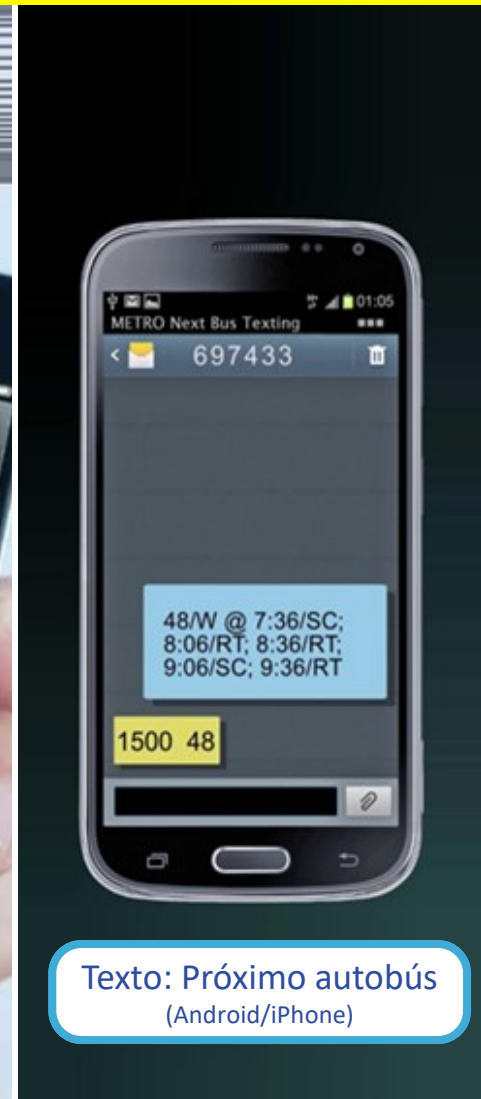 01:05
METRO Next Bus Texting
697433
48/W @ 7:36/SC;
8:06/RT; 8:36/RT;
9:06/SC; 9:36/RT
1500 48
Texto: Próximo autobús
(Android/iPhone)